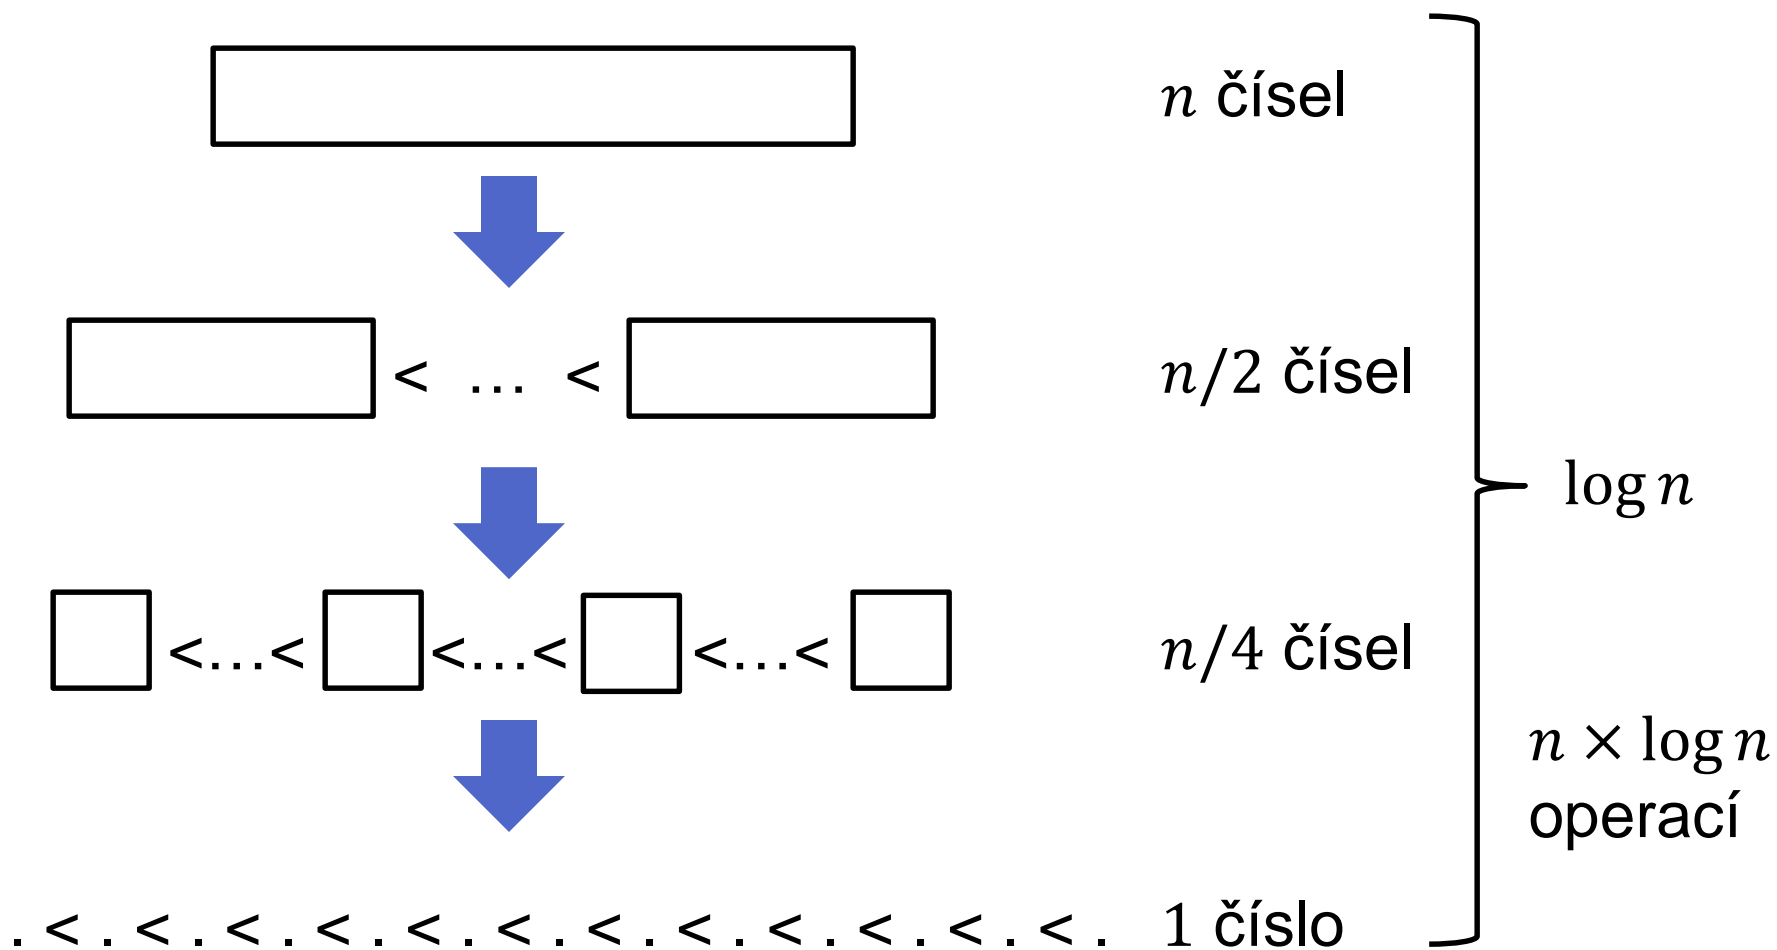 n čísel
< … < n/2 čísel
log n
<…< <…< <…< n/4 čísel
n × log n
operací
. < . < . < . < . < . < . < . < . < . < . < . < . 1 číslo